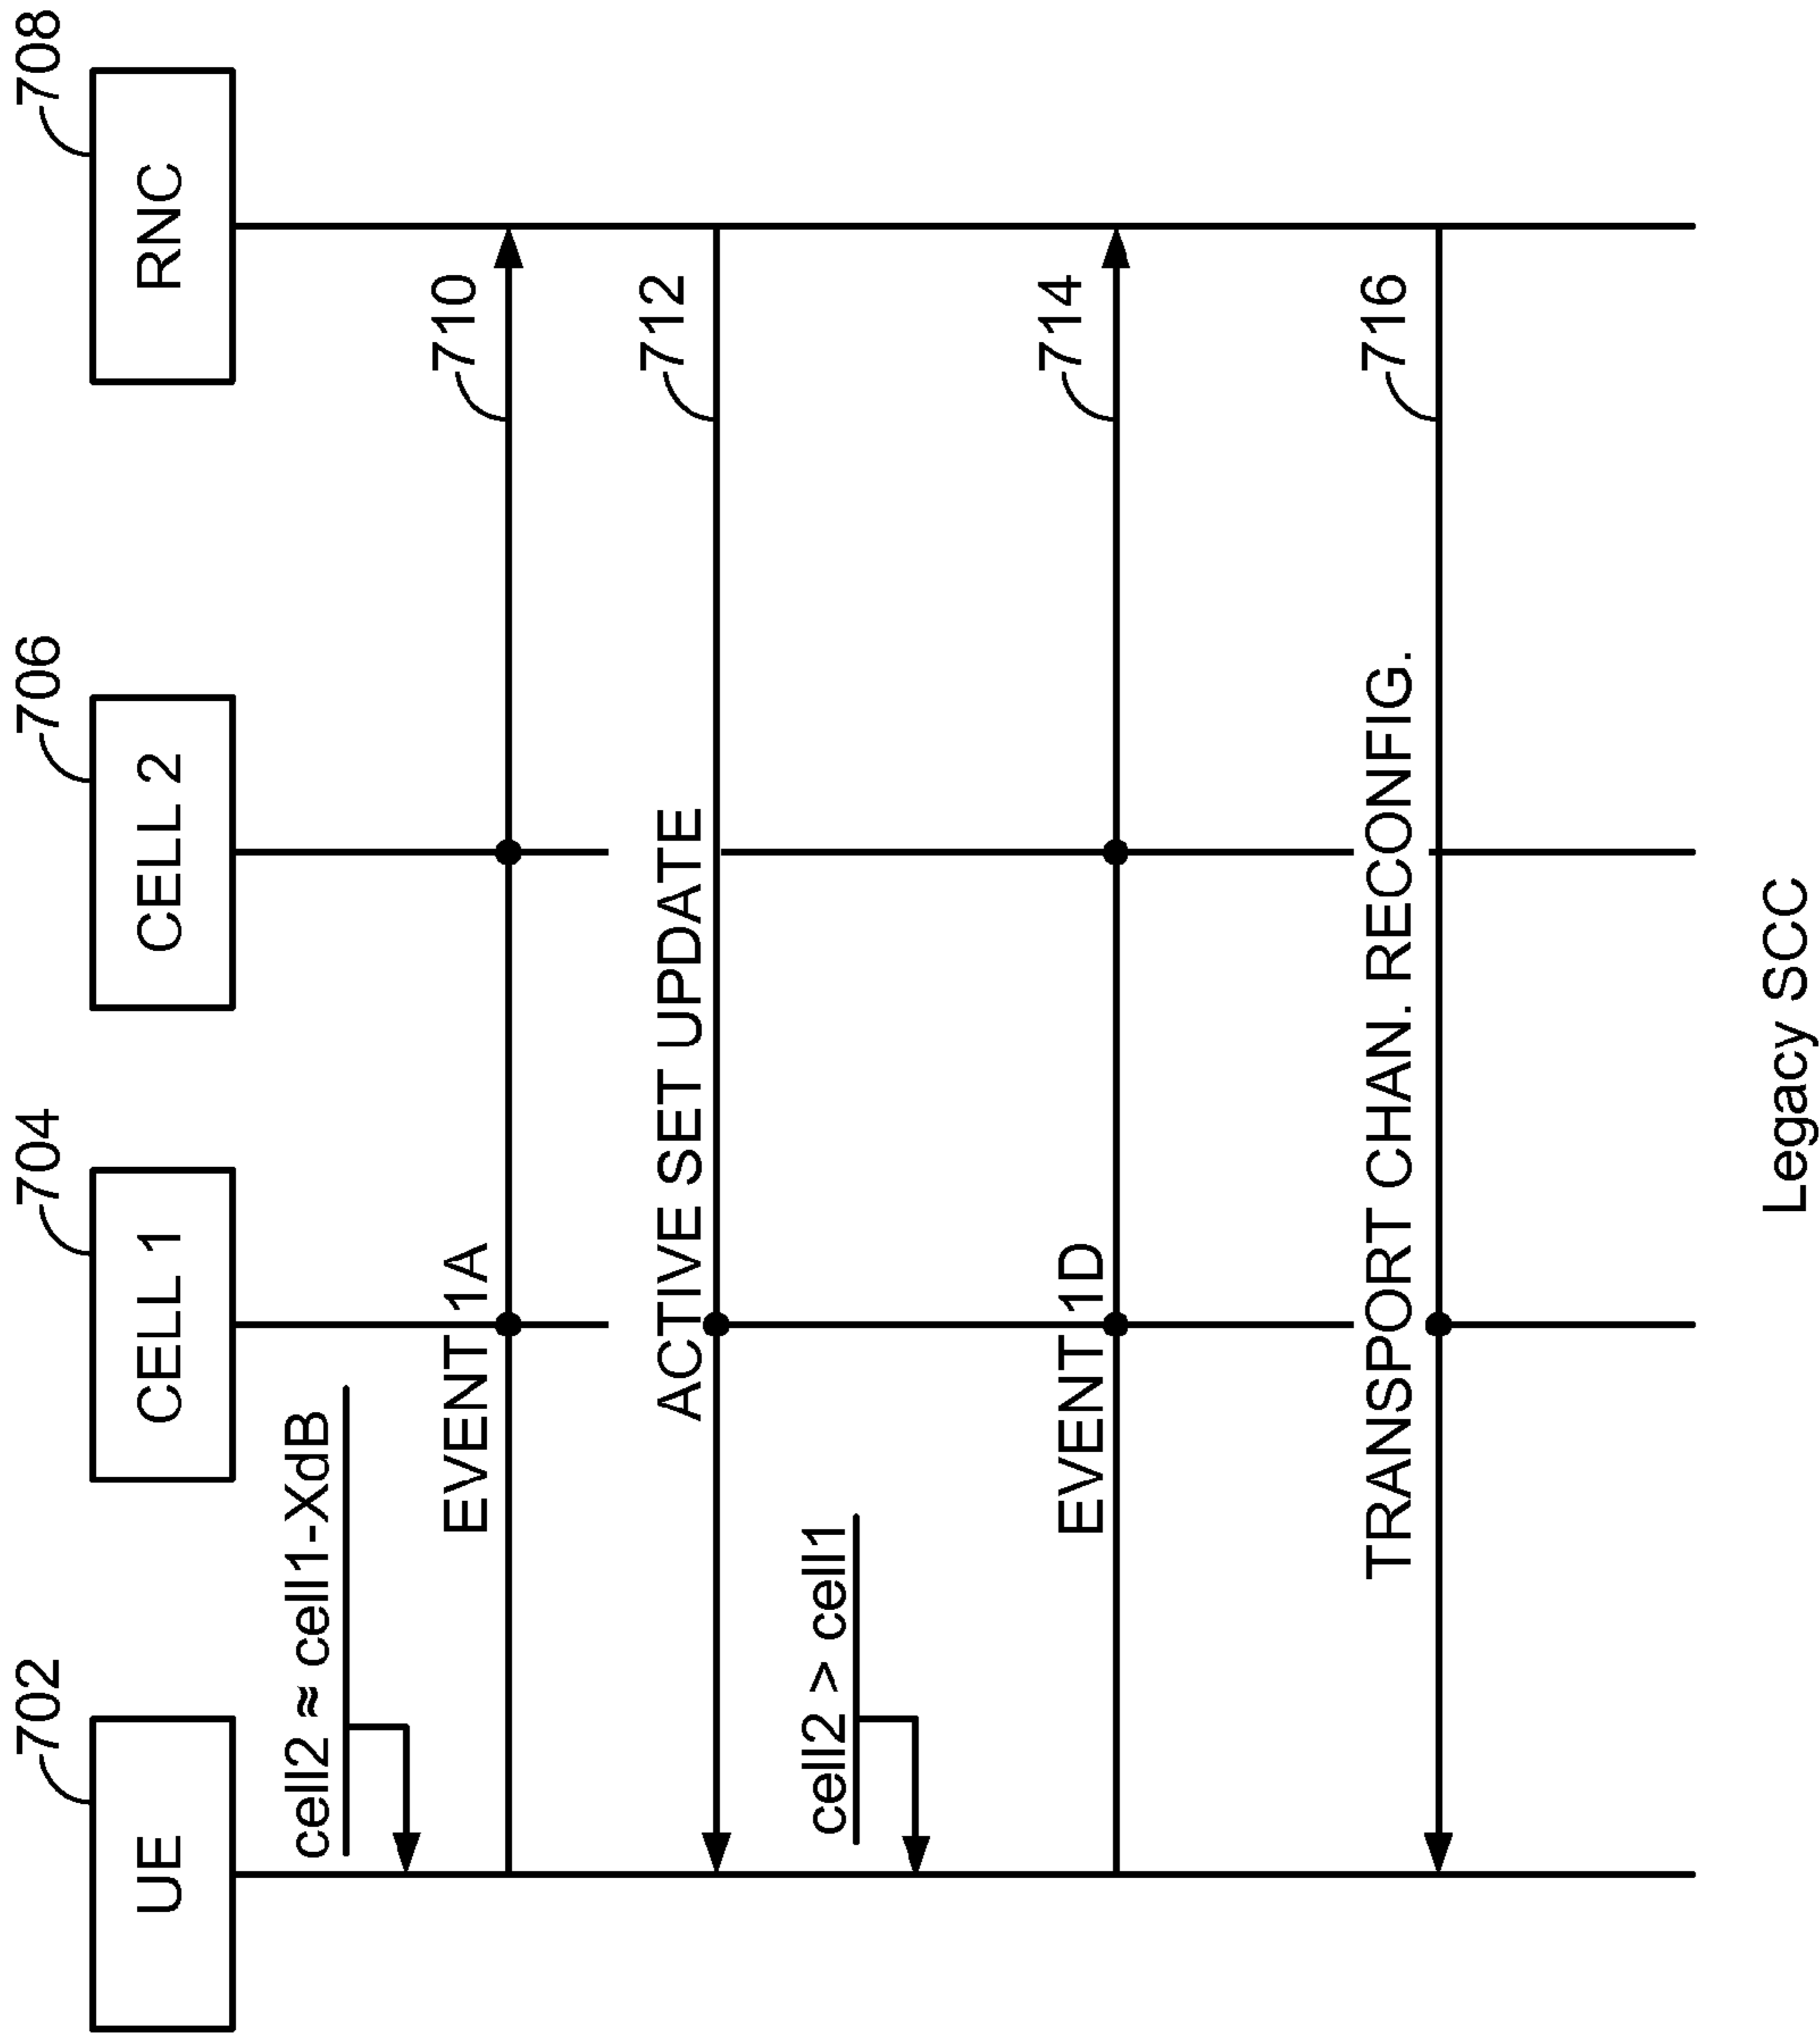 702
704
706
708
UE
CELL 1
CELL 2
RNC
cell2 ≈ cell1-XdB
EVENT 1A
710
ACTIVE SET UPDATE
712
cell2 > cell1
EVENT 1D
714
TRANSPORT CHAN. RECONFIG.
716
Legacy SCC